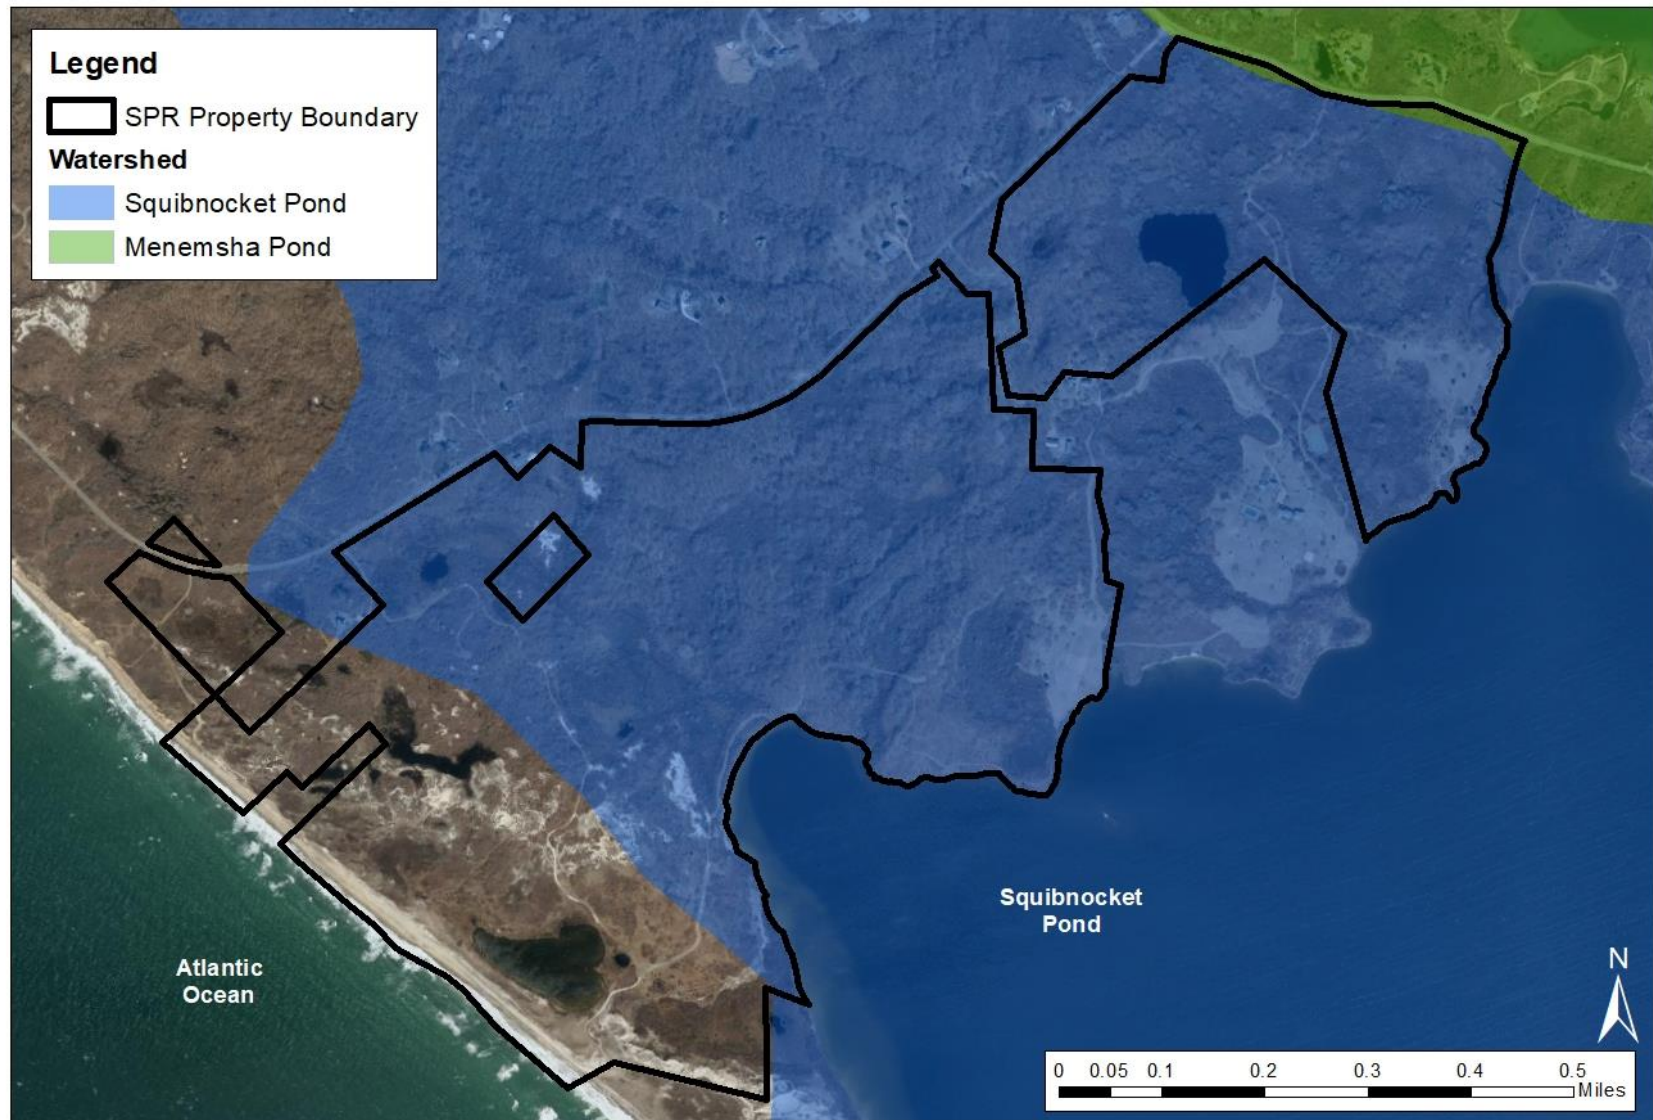 Legend
SPR Property Boundary
Watershed
Squibnocket Pond
Menemsha Pond
Squibnocket
Pond
Atlantic
Ocean
N
0 0.05 0.1 0.2 0.3 0.4 0.5
Miles